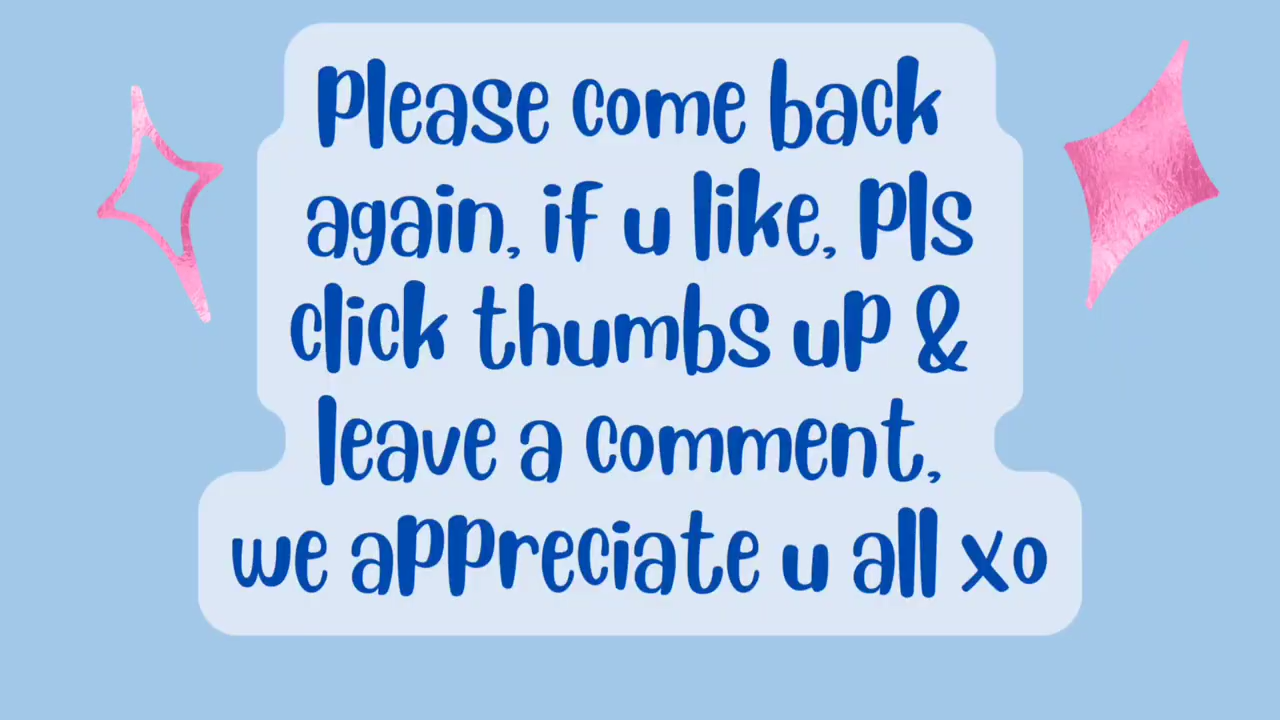 Please come back
again, if u like, pls
click thumbs up &
leave a comment,
we appreciate u all xo